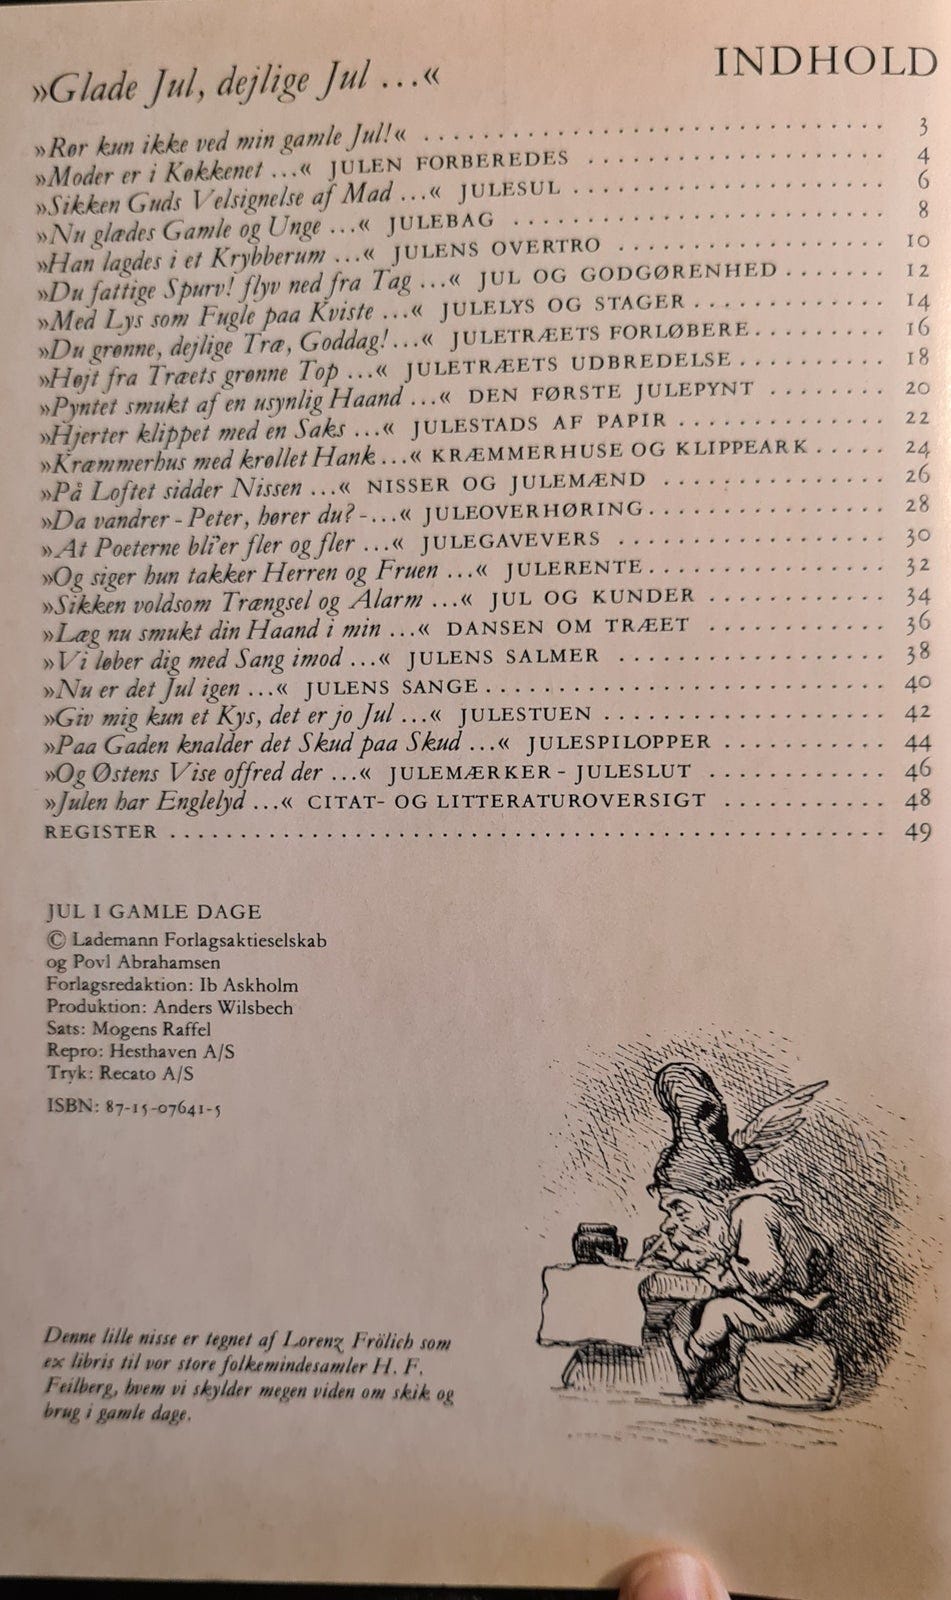 »Glade Jul, dejlige Jul ...« INDHOLD
»Rør kun ikke ved min gamle Jul!« . . . . . . . . . . . . . . . . . . . . 3
»Moder er i Køkkenet ...« JULEN FORBEREDES . . . . . . . . . . . . . . . . . . . . 4
»Sikken Guds Velsignelse af Mad ...« JULESUL . . . . . . . . . . . . . . . . . . . . 6
»Nu glædes Gamle og Unge ...« JULEBAG . . . . . . . . . . . . . . . . . . . . 8
»Han lagdes i et Krybberum ...« JULENS OVERTRO . . . . . . . . . . . . . . . . . 10
»Du fattige Spurv! flyv ned fra Tag ...« JUL OG GODGØRENHED . . . . . . . 12
»Med Lys som Fugle paa Kviste ...« JULELYS OG STAGER . . . . . . . . . . . . 14
»Du grønne, dejlige Træ, Goddag!...« JULETRÆETS FORLØBERE . . . . . . . . 16
»Højt fra Træets grønne Top ...« JULETRÆETS UDBREDELSE . . . . . . . . . 18
»Pyntet smukt af en usynlig Haand ...« DEN FØRSTE JULEPYNT . . . . . . . . 20
»Hjerter klippet med en Saks ...« JULESTADS AF PAPIR . . . . . . . . . . . . . 22
»Kræmmerhus med krøllet Hank ...« KRÆMMERHUSE OG KLIPPEARK . . . . . 24
»På Loftet sidder Nissen ...« NISSER OG JULEMÆND . . . . . . . . . . . . . . 26
»Da vandrer - Peter, hører du? -...« JULEOVERHØRING . . . . . . . . . . . . . . 28
»At Poeterne bli'er fler og fler ...« JULEGAVEVERS . . . . . . . . . . . . . . . . 30
»Og siger hun takker Herren og Fruen ...« JULERENTE . . . . . . . . . . . . . . 32
»Sikken voldsom Trængsel og Alarm ...« JUL OG KUNDER . . . . . . . . . . . 34
»Læg nu smukt din Haand i min ...« DANSEN OM TRÆET . . . . . . . . . . . 36
»Vi løber dig med Sang imod ...« JULENS SALMER . . . . . . . . . . . . . . . . 38
»Nu er det Jul igen ...« JULENS SANGE . . . . . . . . . . . . . . . . . . . . . . . . 40
»Giv mig kun et Kys, det er jo Jul ...« JULESTUEN . . . . . . . . . . . . . . . . . 42
»Paa Gaden knalder det Skud paa Skud ...« JULESPILOPPER . . . . . . . . . . 44
»Og Østens Vise offred der ...« JULEMÆRKER - JULESLUT . . . . . . . . . . . 46
»Julen har Englelyd ...« CITAT- OG LITTERATUROVERSIGT . . . . . . . . . . . 48
REGISTER . . . . . . . . . . . . . . . . . . . . . . . . . . . . . . . . . . . . . . . . 49
JUL I GAMLE DAGE
© Lademann Forlagsaktieselskab
og Povl Abrahamsen
Forlagsredaktion: Ib Askholm
Produktion: Anders Wilsbech
Sats: Mogens Raffel
Repro: Hesthaven A/S
Tryk: Recato A/S
ISBN: 87-15-07641-5
Denne lille nisse er tegnet af Lorenz Frölich som
ex libris til vor store folkemindesamler H. F.
Feilberg, hvem vi skylder megen viden om skik og
brug i gamle dage.